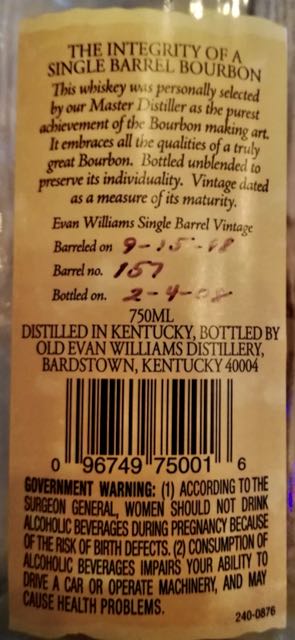 THE INTEGRITY OF A
SINGLE BARREL BOURBON
This whiskey was personally selected
by our Master Distiller as the purest
achievement of the Bourbon making art.
It embraces all the qualities of a truly
great Bourbon. Bottled unblended to
preserve its individuality. Vintage dated
as a measure of its maturity.
Evan Williams Single Barrel Vintage
Barreled on 9-15-98
Barrel no. 157
Bottled on. 2-4-08
750ML
DISTILLED IN KENTUCKY, BOTTLED BY
OLD EVAN WILLIAMS DISTILLERY,
BARDSTOWN, KENTUCKY 40004
0 96749 75001 6
GOVERNMENT WARNING: (1) ACCORDING TO THE
SURGEON GENERAL, WOMEN SHOULD NOT DRINK
ALCOHOLIC BEVERAGES DURING PREGNANCY BECAUSE
OF THE RISK OF BIRTH DEFECTS. (2) CONSUMPTION OF
ALCOHOLIC BEVERAGES IMPAIRS YOUR ABILITY TO
DRIVE A CAR OR OPERATE MACHINERY, AND MAY
CAUSE HEALTH PROBLEMS.
240-0876